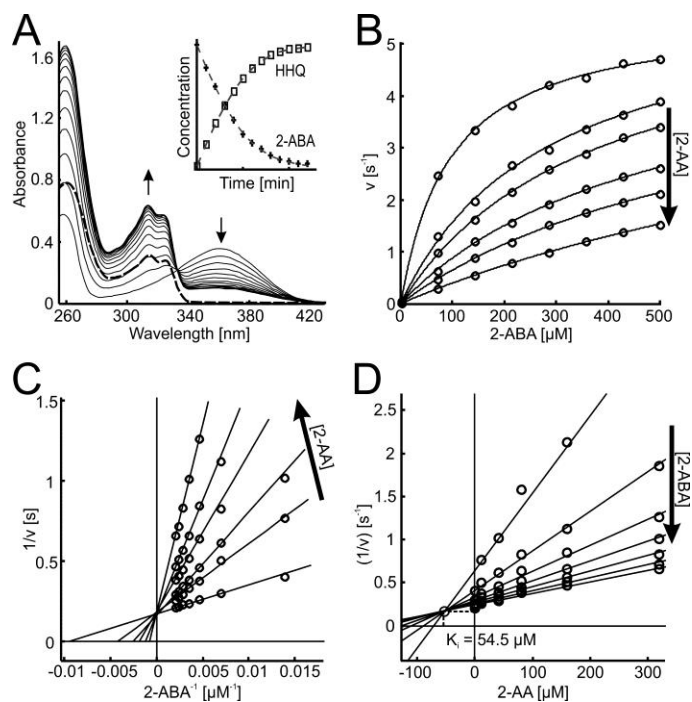 A
Absorbance
1.6
1.2
0.8
0.4
0
260
300
340
380
420
Wavelength [nm]
Concentration
HHQ
2-ABA
Time [min]
B
v [s⁻¹]
5
4
3
2
1
0
0
100
200
300
400
500
2-ABA [µM]
[2-AA]
C
1/v [s]
1.5
1
0.5
0
-0.01
-0.005
0
0.005
0.01
0.015
2-ABA⁻¹ [µM⁻¹]
[2-AA]
D
(1/v) [s⁻¹]
2.5
2
1.5
1
0.5
0
-100
0
100
200
300
2-AA [µM]
Kᵢ = 54.5 µM
[2-ABA]